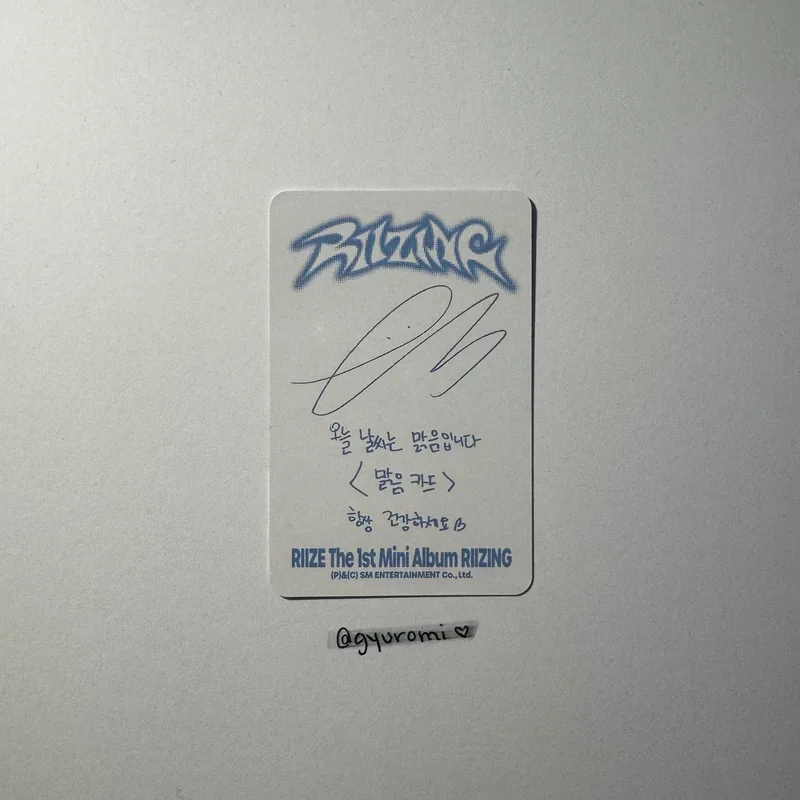 RIIZING
오늘 날씨는 맑음입니다
< 맑음 카드 >
항상 건강하세요
RIIZE The 1st Mini Album RIIZING
(P)&(C) SM ENTERTAINMENT Co., Ltd.
@gyuromi♡